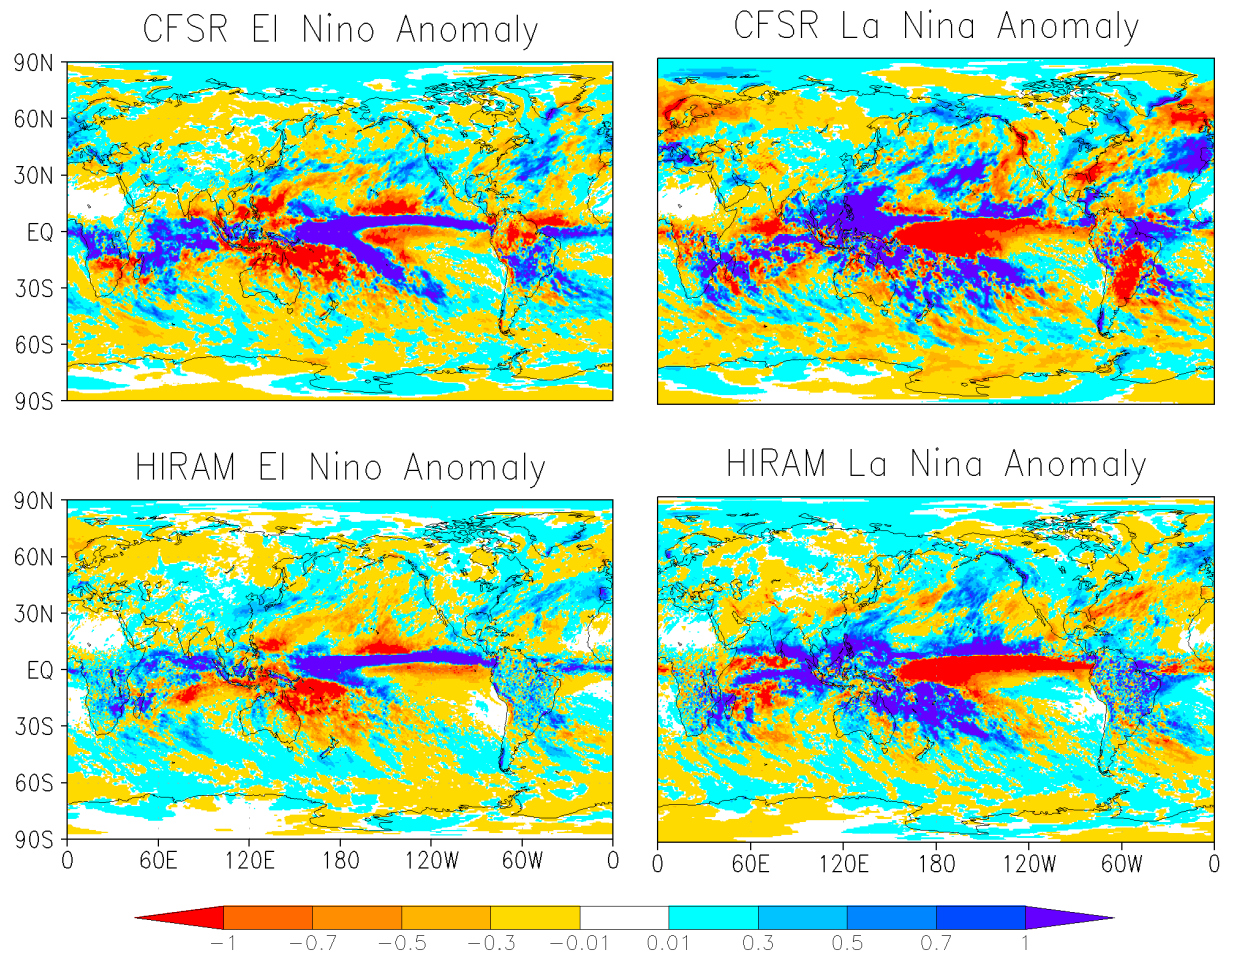 CFSR El Nino Anomaly
CFSR La Nina Anomaly
90N
60N
30N
EQ
30S
60S
90S
HIRAM El Nino Anomaly
HIRAM La Nina Anomaly
90N
60N
30N
EQ
30S
60S
90S
0 60E 120E 180 120W 60W 0
0 60E 120E 180 120W 60W 0
-1 -0.7 -0.5 -0.3 -0.01 0.01 0.3 0.5 0.7 1